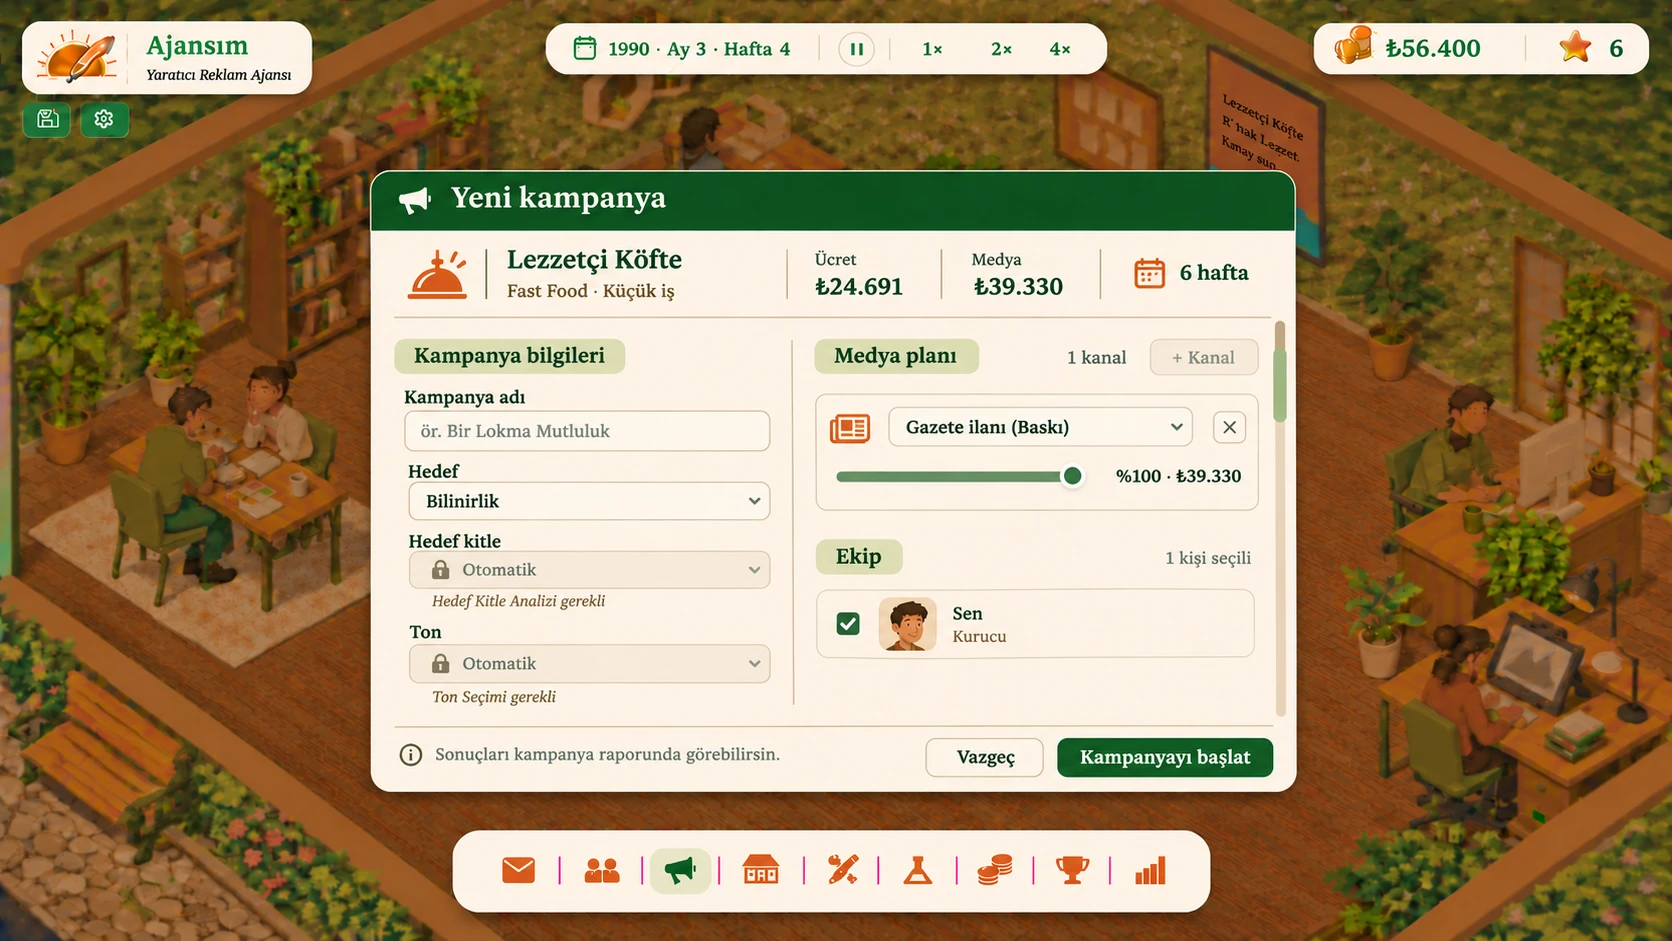 Ajansım
Yaratıcı Reklam Ajansı
1990 · Ay 3 · Hafta 4
1×
2×
4×
₺56.400
6
Lezzetçi Köfte
R' hak Lezzet.
Yeni kampanya
Lezzetçi Köfte
Fast Food · Küçük iş
Ücret
₺24.691
Medya
₺39.330
6 hafta
Kampanya bilgileri
Kampanya adı
ör. Bir Lokma Mutluluk
Hedef
Bilinirlik
Hedef kitle
Otomatik
Hedef Kitle Analizi gerekli
Ton
Otomatik
Ton Seçimi gerekli
Medya planı
1 kanal
+ Kanal
Gazete ilanı (Baskı)
%100 · ₺39.330
Ekip
1 kişi seçili
Sen
Kurucu
Sonuçları kampanya raporunda görebilirsin.
Vazgeç
Kampanyayı başlat